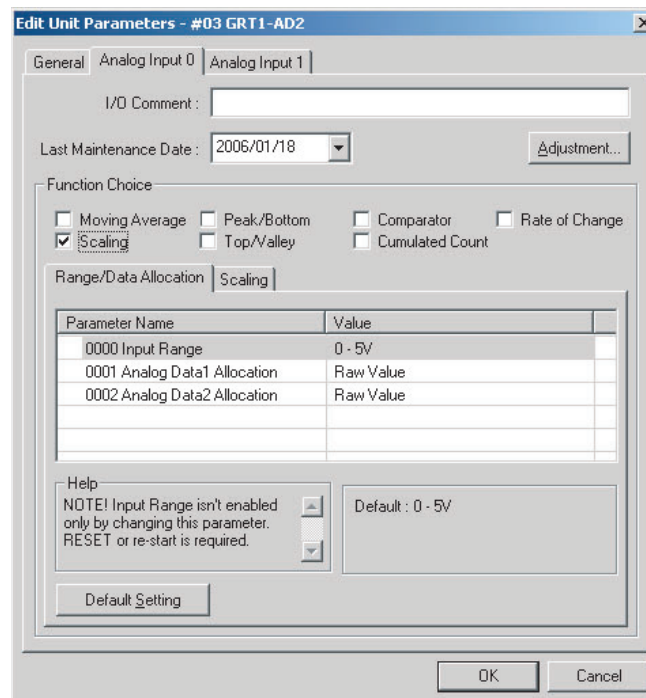 Edit Unit Parameters - #03 GRT1-AD2
General Analog Input 0 Analog Input 1
I/O Comment :
Last Maintenance Date : 2006/01/18 Adjustment...
Function Choice
Moving Average Peak/Bottom Comparator Rate of Change
Scaling Top/Valley Cumulated Count
Range/Data Allocation Scaling
Parameter Name Value
0000 Input Range 0 - 5V
0001 Analog Data1 Allocation Raw Value
0002 Analog Data2 Allocation Raw Value
Help
NOTE! Input Range isn't enabled
only by changing this parameter.
RESET or re-start is required.
Default : 0 - 5V
Default Setting
OK Cancel